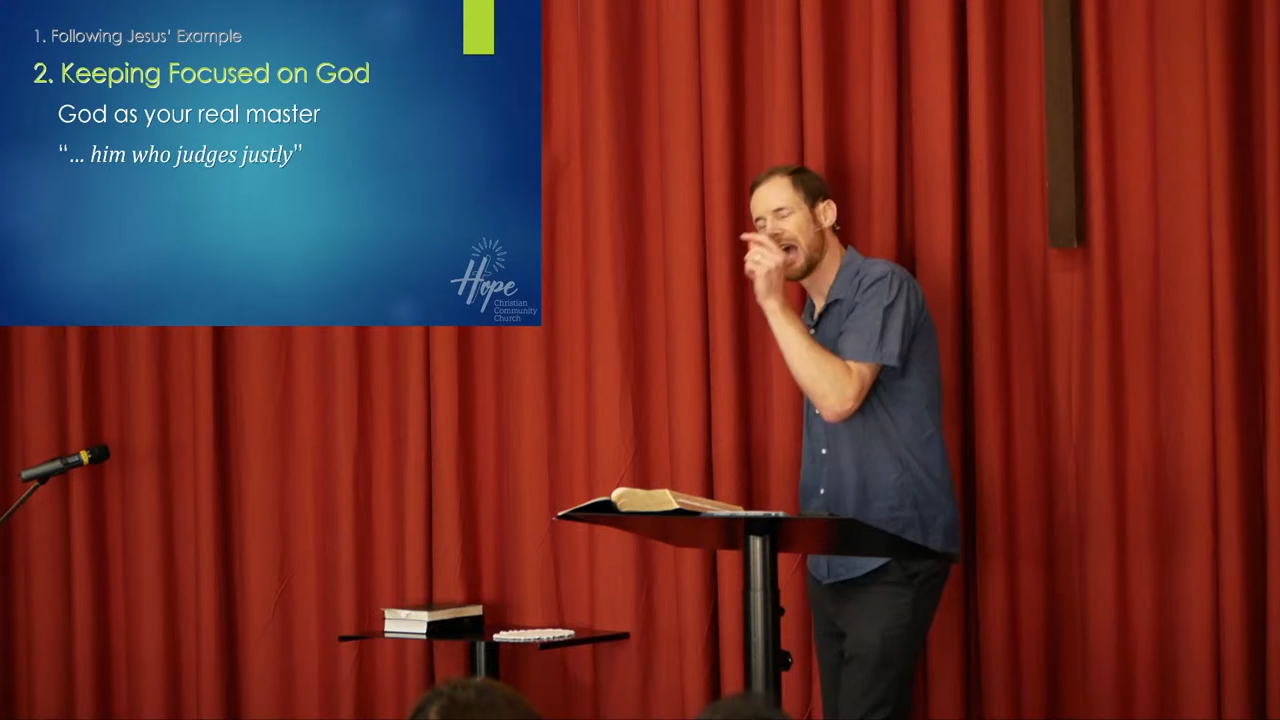 1. Following Jesus' Example
2. Keeping Focused on God
God as your real master
“... him who judges justly”
Hope
Christian
Community
Church